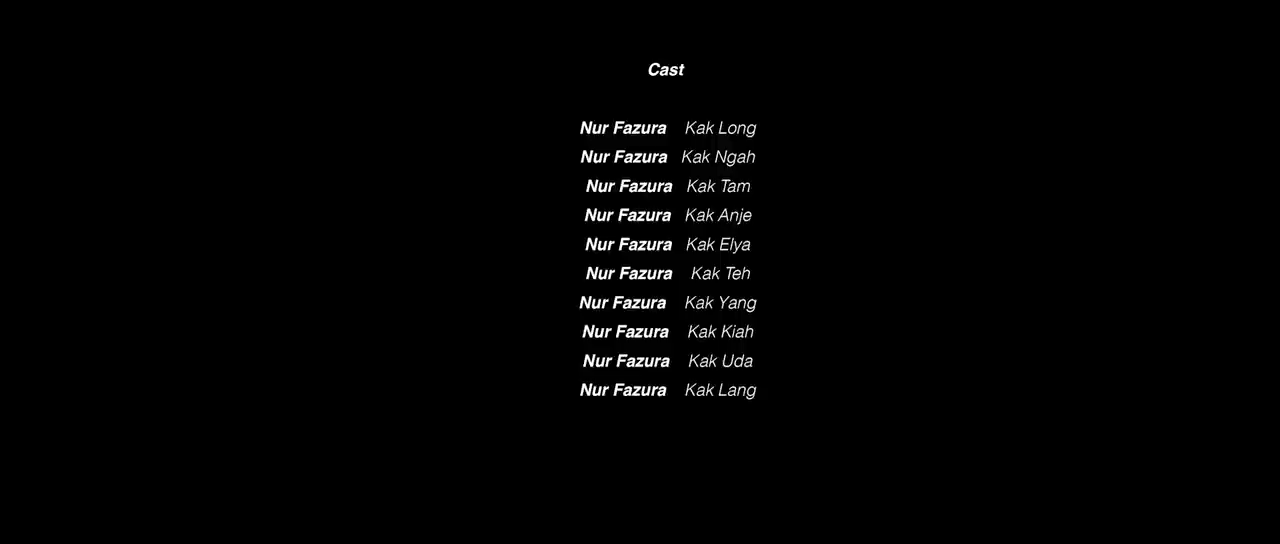 Cast
Nur Fazura Kak Long
Nur Fazura Kak Ngah
Nur Fazura Kak Tam
Nur Fazura Kak Anje
Nur Fazura Kak Elya
Nur Fazura Kak Teh
Nur Fazura Kak Yang
Nur Fazura Kak Kiah
Nur Fazura Kak Uda
Nur Fazura Kak Lang